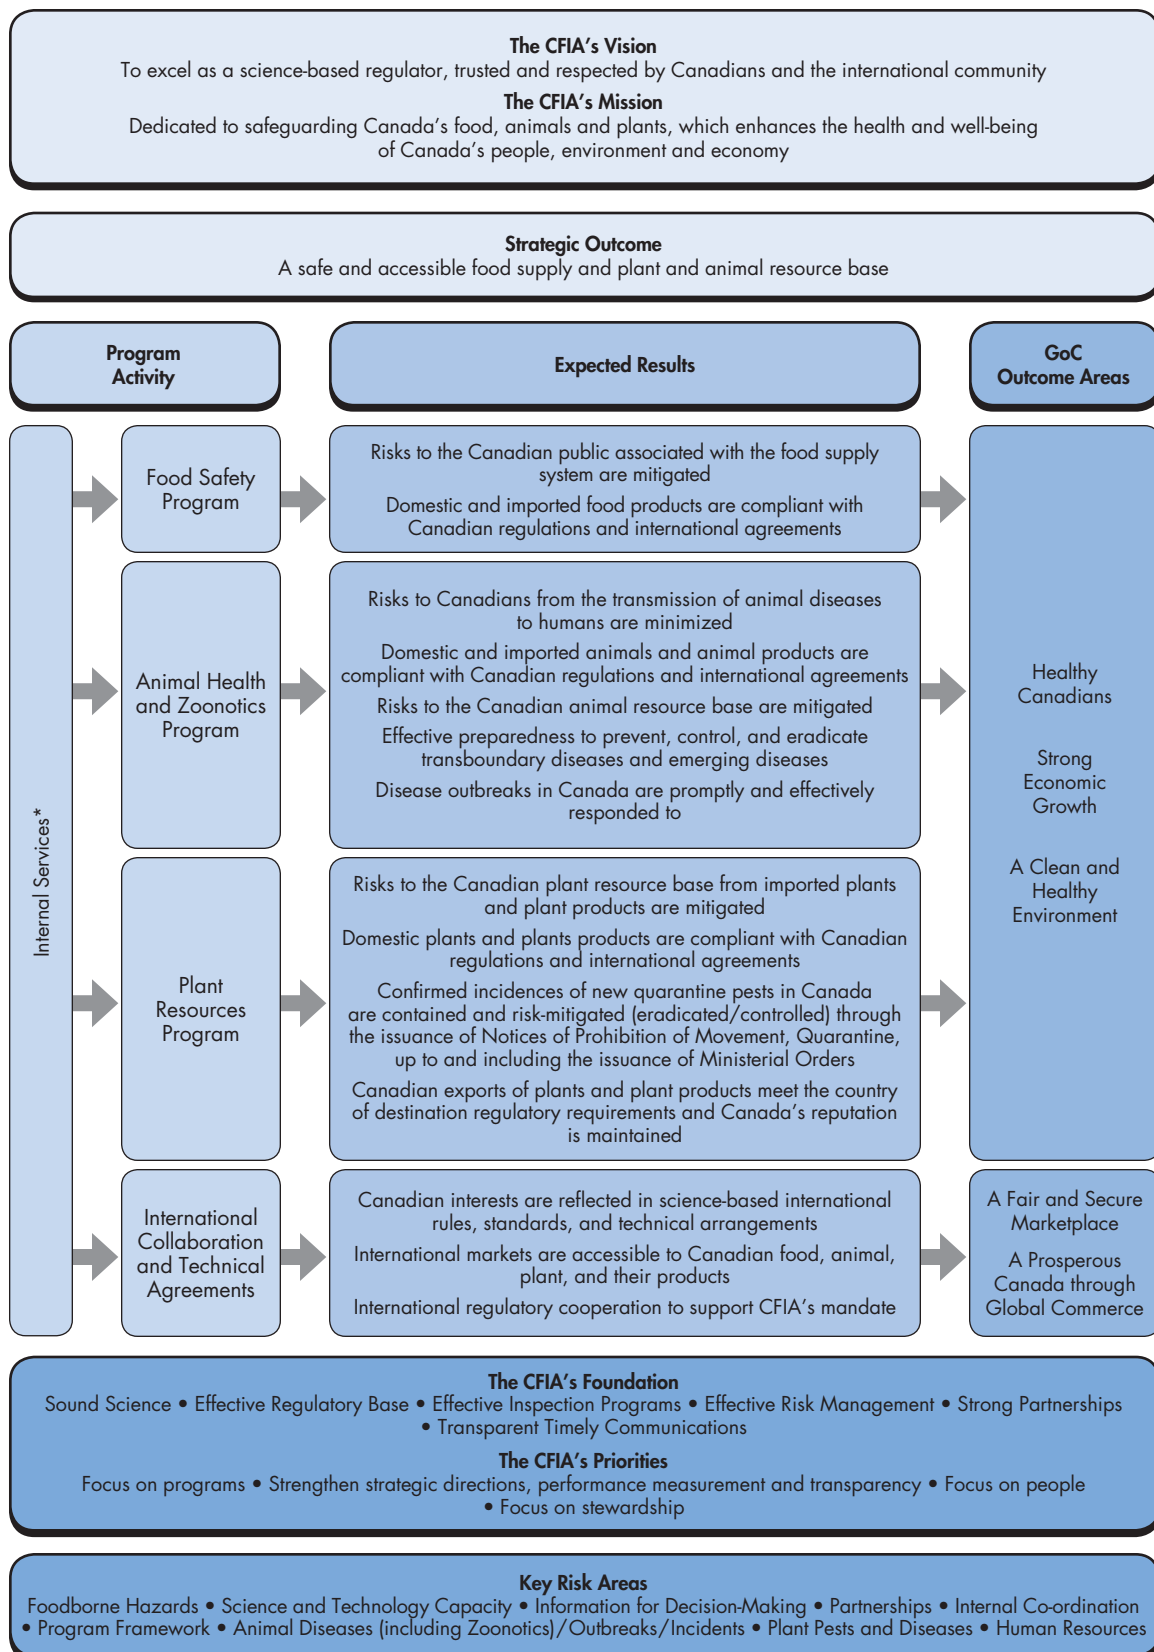 The CFIA's Vision
To excel as a science-based regulator, trusted and respected by Canadians and the international community
The CFIA's Mission
Dedicated to safeguarding Canada's food, animals and plants, which enhances the health and well-being
of Canada's people, environment and economy
Strategic Outcome
A safe and accessible food supply and plant and animal resource base
Program
Activity
Expected Results
GoC
Outcome Areas
Internal Services*
Food Safety
Program
Risks to the Canadian public associated with the food supply
system are mitigated
Domestic and imported food products are compliant with
Canadian regulations and international agreements
Animal Health
and Zoonotics
Program
Risks to Canadians from the transmission of animal diseases
to humans are minimized
Domestic and imported animals and animal products are
compliant with Canadian regulations and international agreements
Risks to the Canadian animal resource base are mitigated
Effective preparedness to prevent, control, and eradicate
transboundary diseases and emerging diseases
Disease outbreaks in Canada are promptly and effectively
responded to
Plant
Resources
Program
Risks to the Canadian plant resource base from imported plants
and plant products are mitigated
Domestic plants and plants products are compliant with Canadian
regulations and international agreements
Confirmed incidences of new quarantine pests in Canada
are contained and risk-mitigated (eradicated/controlled) through
the issuance of Notices of Prohibition of Movement, Quarantine,
up to and including the issuance of Ministerial Orders
Canadian exports of plants and plant products meet the country
of destination regulatory requirements and Canada's reputation
is maintained
Healthy
Canadians
Strong
Economic
Growth
A Clean and
Healthy
Environment
International
Collaboration
and Technical
Agreements
Canadian interests are reflected in science-based international
rules, standards, and technical arrangements
International markets are accessible to Canadian food, animal,
plant, and their products
International regulatory cooperation to support CFIA's mandate
A Fair and Secure
Marketplace
A Prosperous
Canada through
Global Commerce
The CFIA's Foundation
Sound Science • Effective Regulatory Base • Effective Inspection Programs • Effective Risk Management • Strong Partnerships
• Transparent Timely Communications
The CFIA's Priorities
Focus on programs • Strengthen strategic directions, performance measurement and transparency • Focus on people
• Focus on stewardship
Key Risk Areas
Foodborne Hazards • Science and Technology Capacity • Information for Decision-Making • Partnerships • Internal Co-ordination
• Program Framework • Animal Diseases (including Zoonotics)/Outbreaks/Incidents • Plant Pests and Diseases • Human Resources